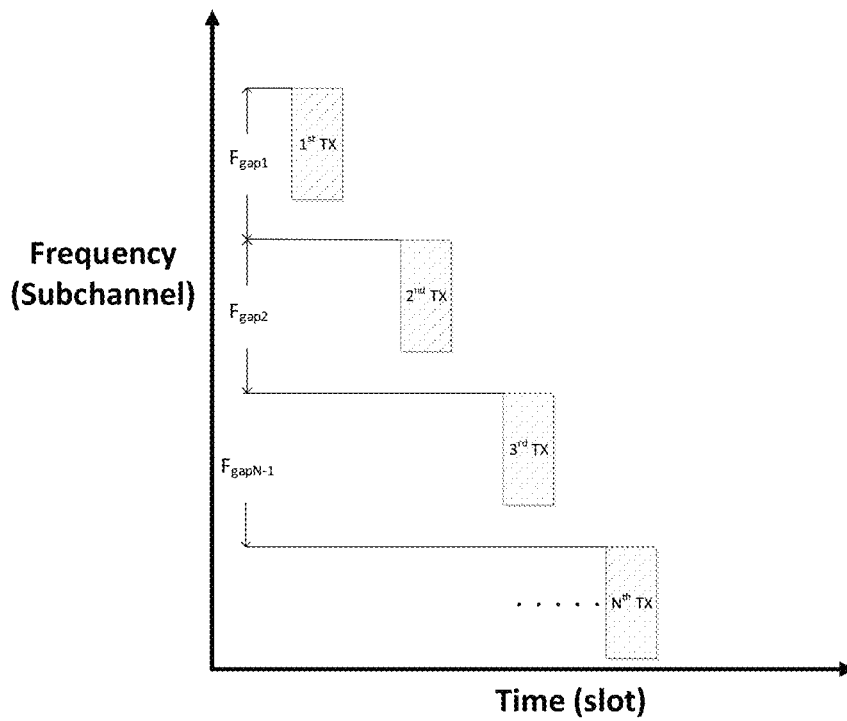 1st TX
Fgap1
Frequency
(Subchannel)
2nd TX
Fgap2
3rd TX
FgapN-1
. . . . . Nth TX
Time (slot)